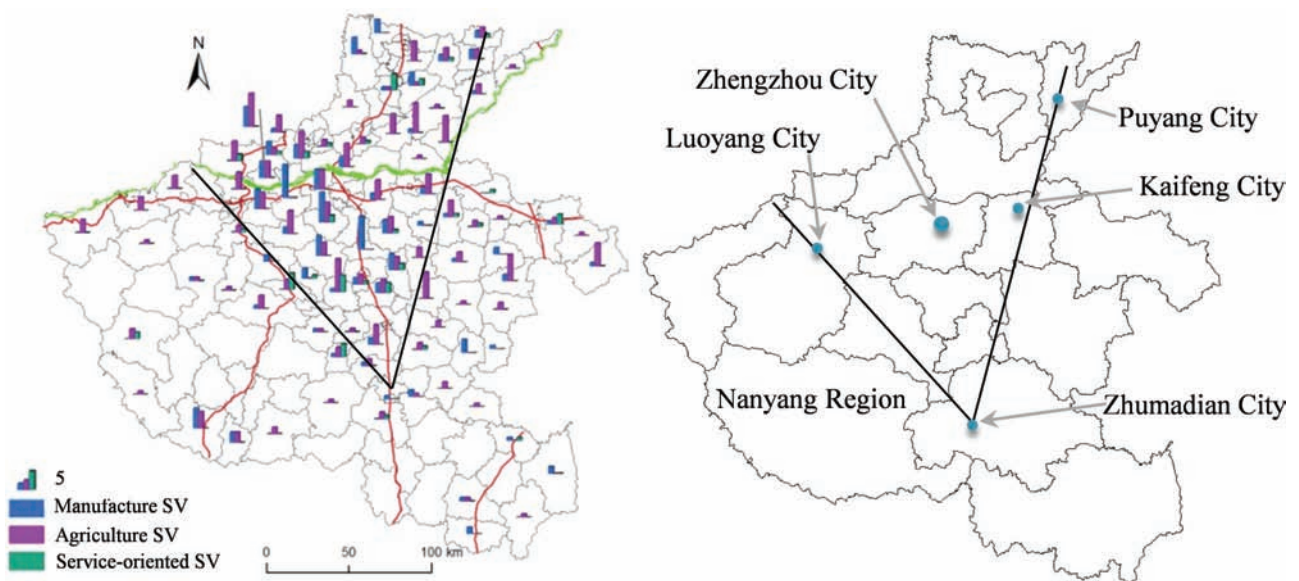 N
5
Manufacture SV
Agriculture SV
Service-oriented SV
0 50 100 km
Zhengzhou City
Luoyang City
Puyang City
Kaifeng City
Nanyang Region
Zhumadian City